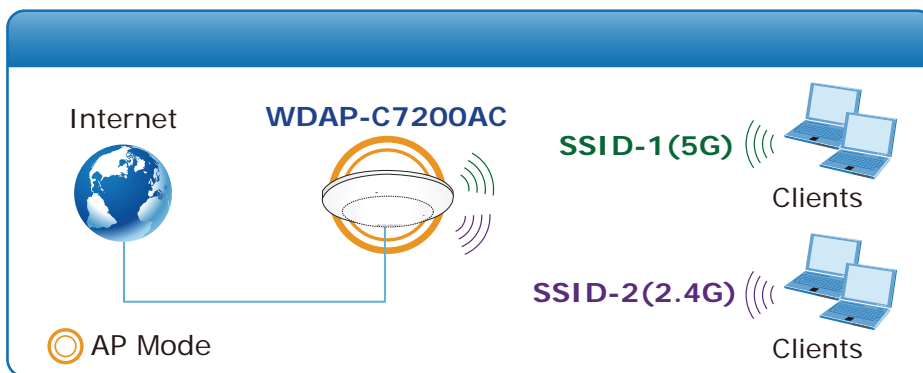 Internet
WDAP-C7200AC
SSID-1(5G)
Clients
SSID-2(2.4G)
Clients
AP Mode